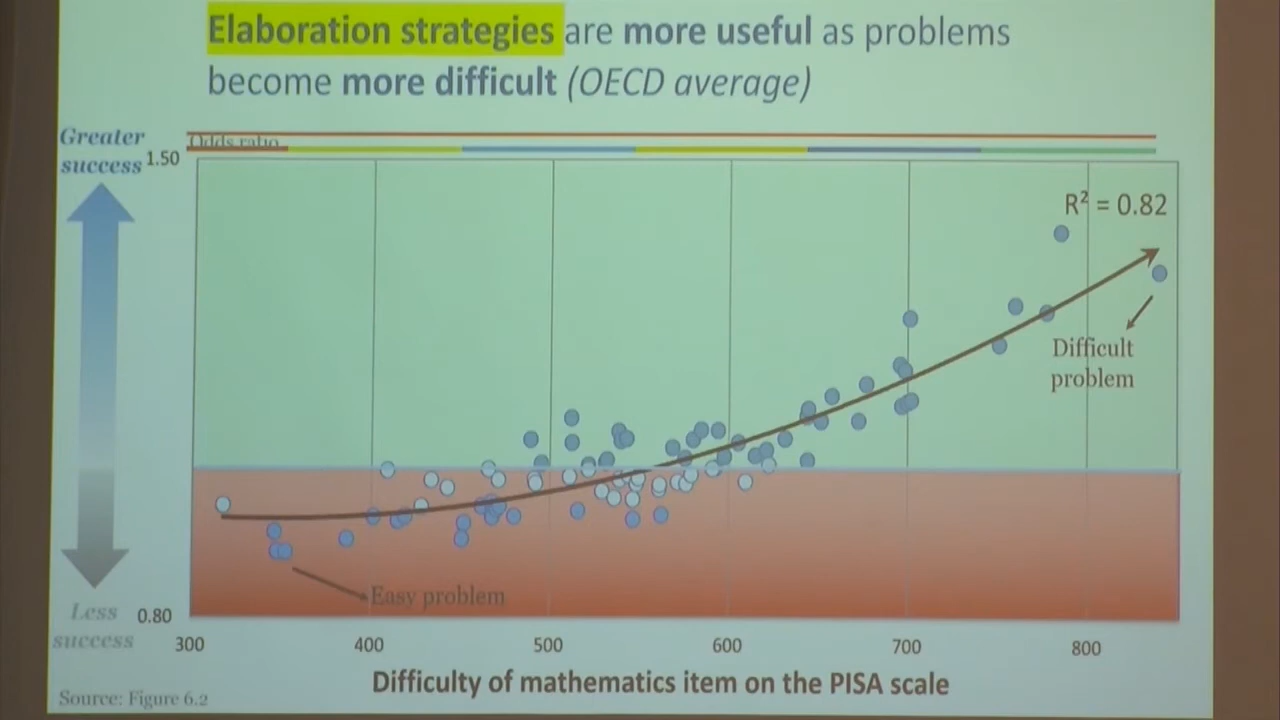 Elaboration strategies are more useful as problems
become more difficult (OECD average)
Greater
success
Odds ratio
1.50
R² = 0.82
Difficult
problem
Easy problem
Less
success
0.80
300 400 500 600 700 800
Difficulty of mathematics item on the PISA scale
Source: Figure 6.2